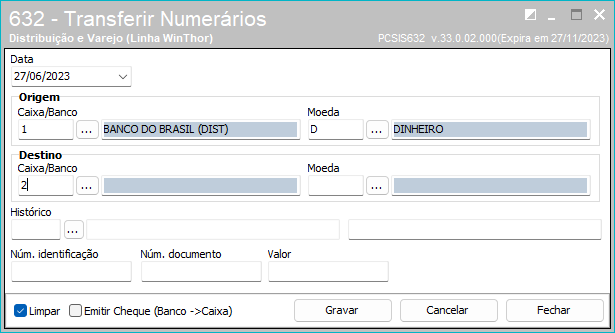 632 - Transferir Numerários
Distribuição e Varejo (Linha WinThor)
PCSIS632 v.33.0.02.000(Expira em 27/11/2023)
Data
27/06/2023
Origem
Caixa/Banco
Moeda
1 ... BANCO DO BRASIL (DIST) D ... DINHEIRO
Destino
Caixa/Banco
Moeda
2 ... ...
Histórico
...
Núm. identificação Núm. documento Valor
Limpar Emitir Cheque (Banco ->Caixa) Gravar Cancelar Fechar